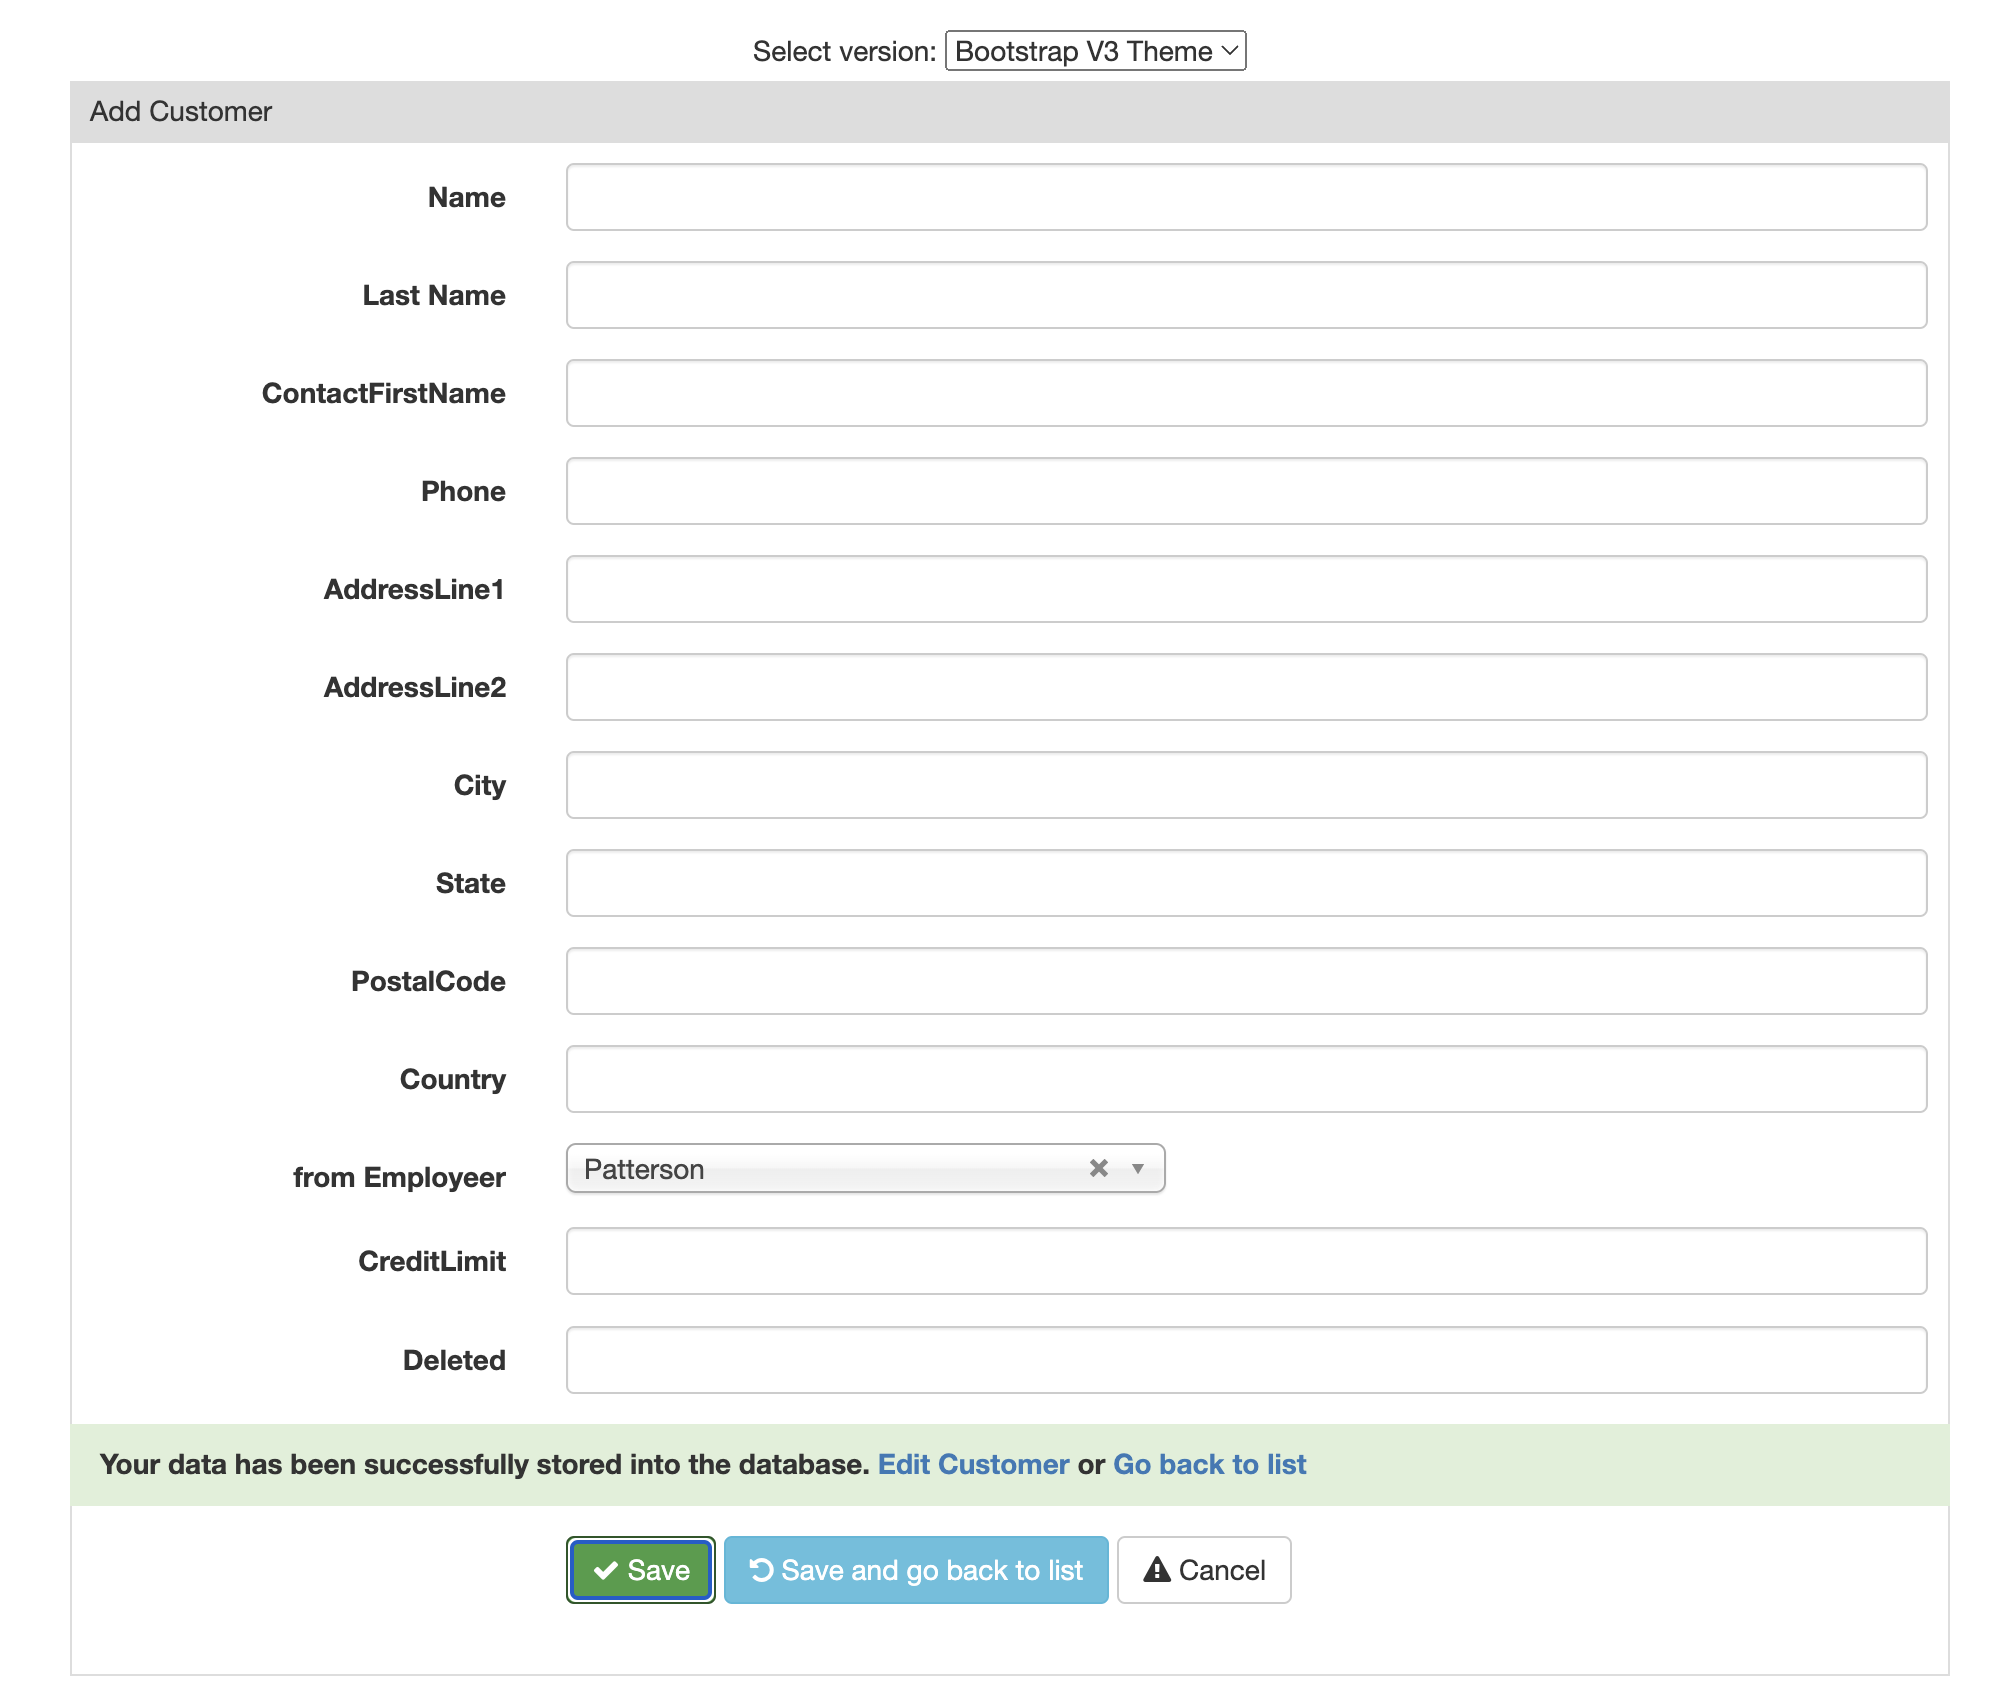 Select version: Bootstrap V3 Theme
Add Customer
Name
Last Name
ContactFirstName
Phone
AddressLine1
AddressLine2
City
State
PostalCode
Country
from Employeer Patterson
CreditLimit
Deleted
Your data has been successfully stored into the database. Edit Customer or Go back to list
Save Save and go back to list Cancel